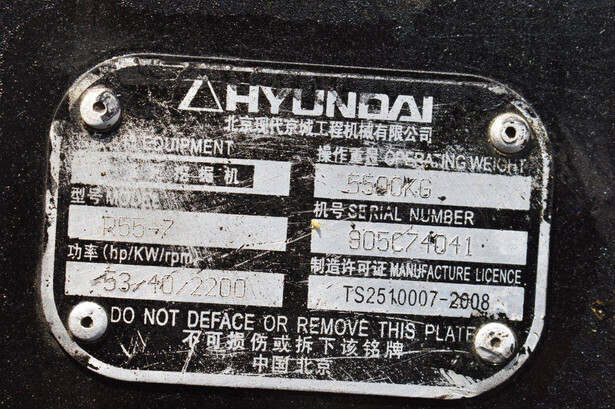 HYUNDAI
北京现代京城工程机械有限公司
EQUIPMENT
操作重量 OPERATING WEIGHT
挖掘机
5500KG
型号 MODEL
机号 SERIAL NUMBER
R55-7
905C74041
功率 (hp/KW/rpm)
制造许可证 MANUFACTURE LICENCE
53/40/2200
TS2510007-2008
DO NOT DEFACE OR REMOVE THIS PLATE
不可损伤或拆下该铭牌
中国 北京